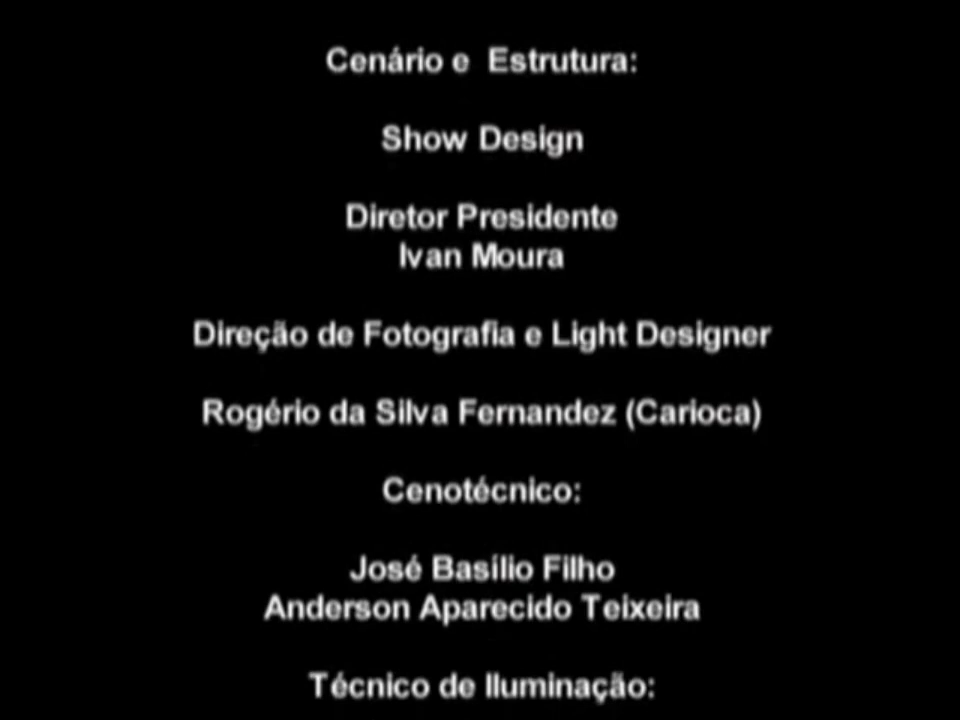 Cenário e  Estrutura:
Show Design
Diretor Presidente
Ivan Moura
Direção de Fotografia e Light Designer
Rogério da Silva Fernandez (Carioca)
Cenotécnico:
José Basílio Filho
Anderson Aparecido Teixeira
Técnico de Iluminação: